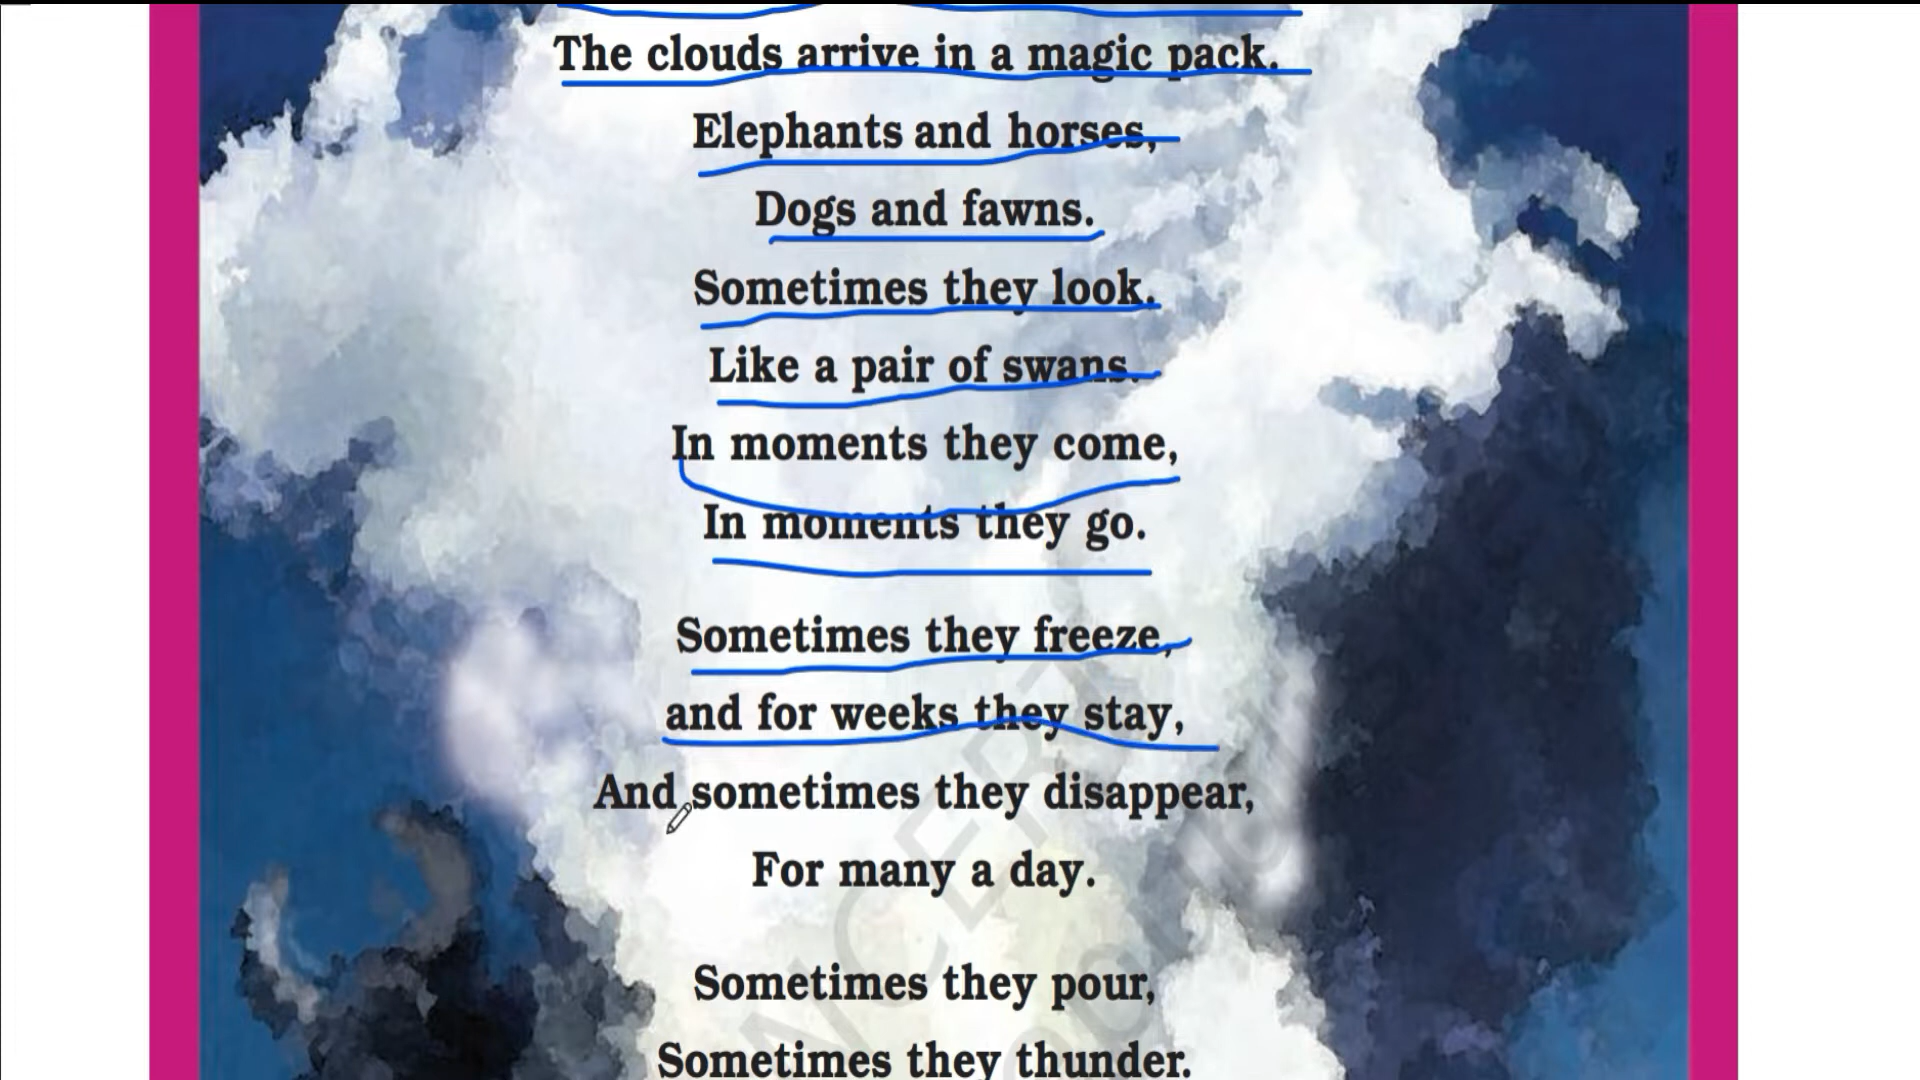 The clouds arrive in a magic pack.
Elephants and horses,
Dogs and fawns.
Sometimes they look.
Like a pair of swans.
In moments they come,
In moments they go.
Sometimes they freeze,
and for weeks they stay,
And sometimes they disappear,
For many a day.
Sometimes they pour,
Sometimes they thunder.
NCERT